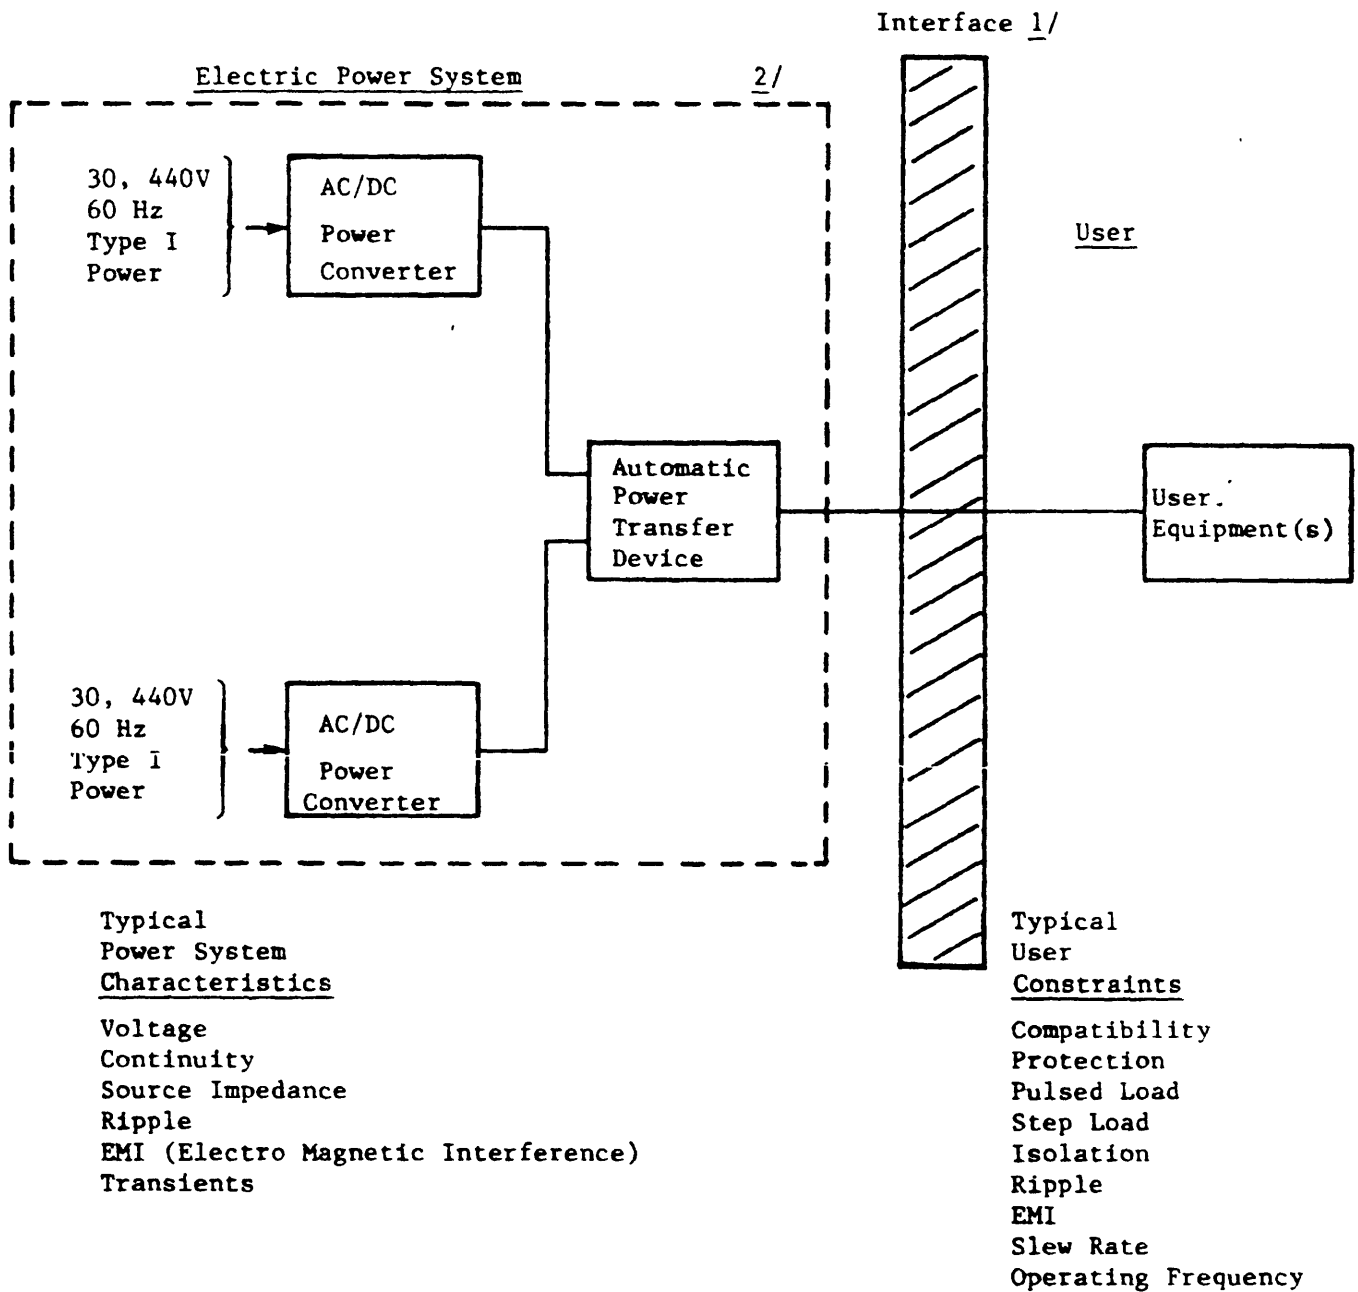 Interface 1/
Electric Power System 2/
30, 440V
60 Hz
Type I
Power
AC/DC
Power
Converter
User
Automatic
Power
Transfer
Device
User.
Equipment(s)
30, 440V
60 Hz
Type I
Power
AC/DC
Power
Converter
Typical
Power System
Characteristics
Voltage
Continuity
Source Impedance
Ripple
EMI (Electro Magnetic Interference)
Transients
Typical
User
Constraints
Compatibility
Protection
Pulsed Load
Step Load
Isolation
Ripple
EMI
Slew Rate
Operating Frequency